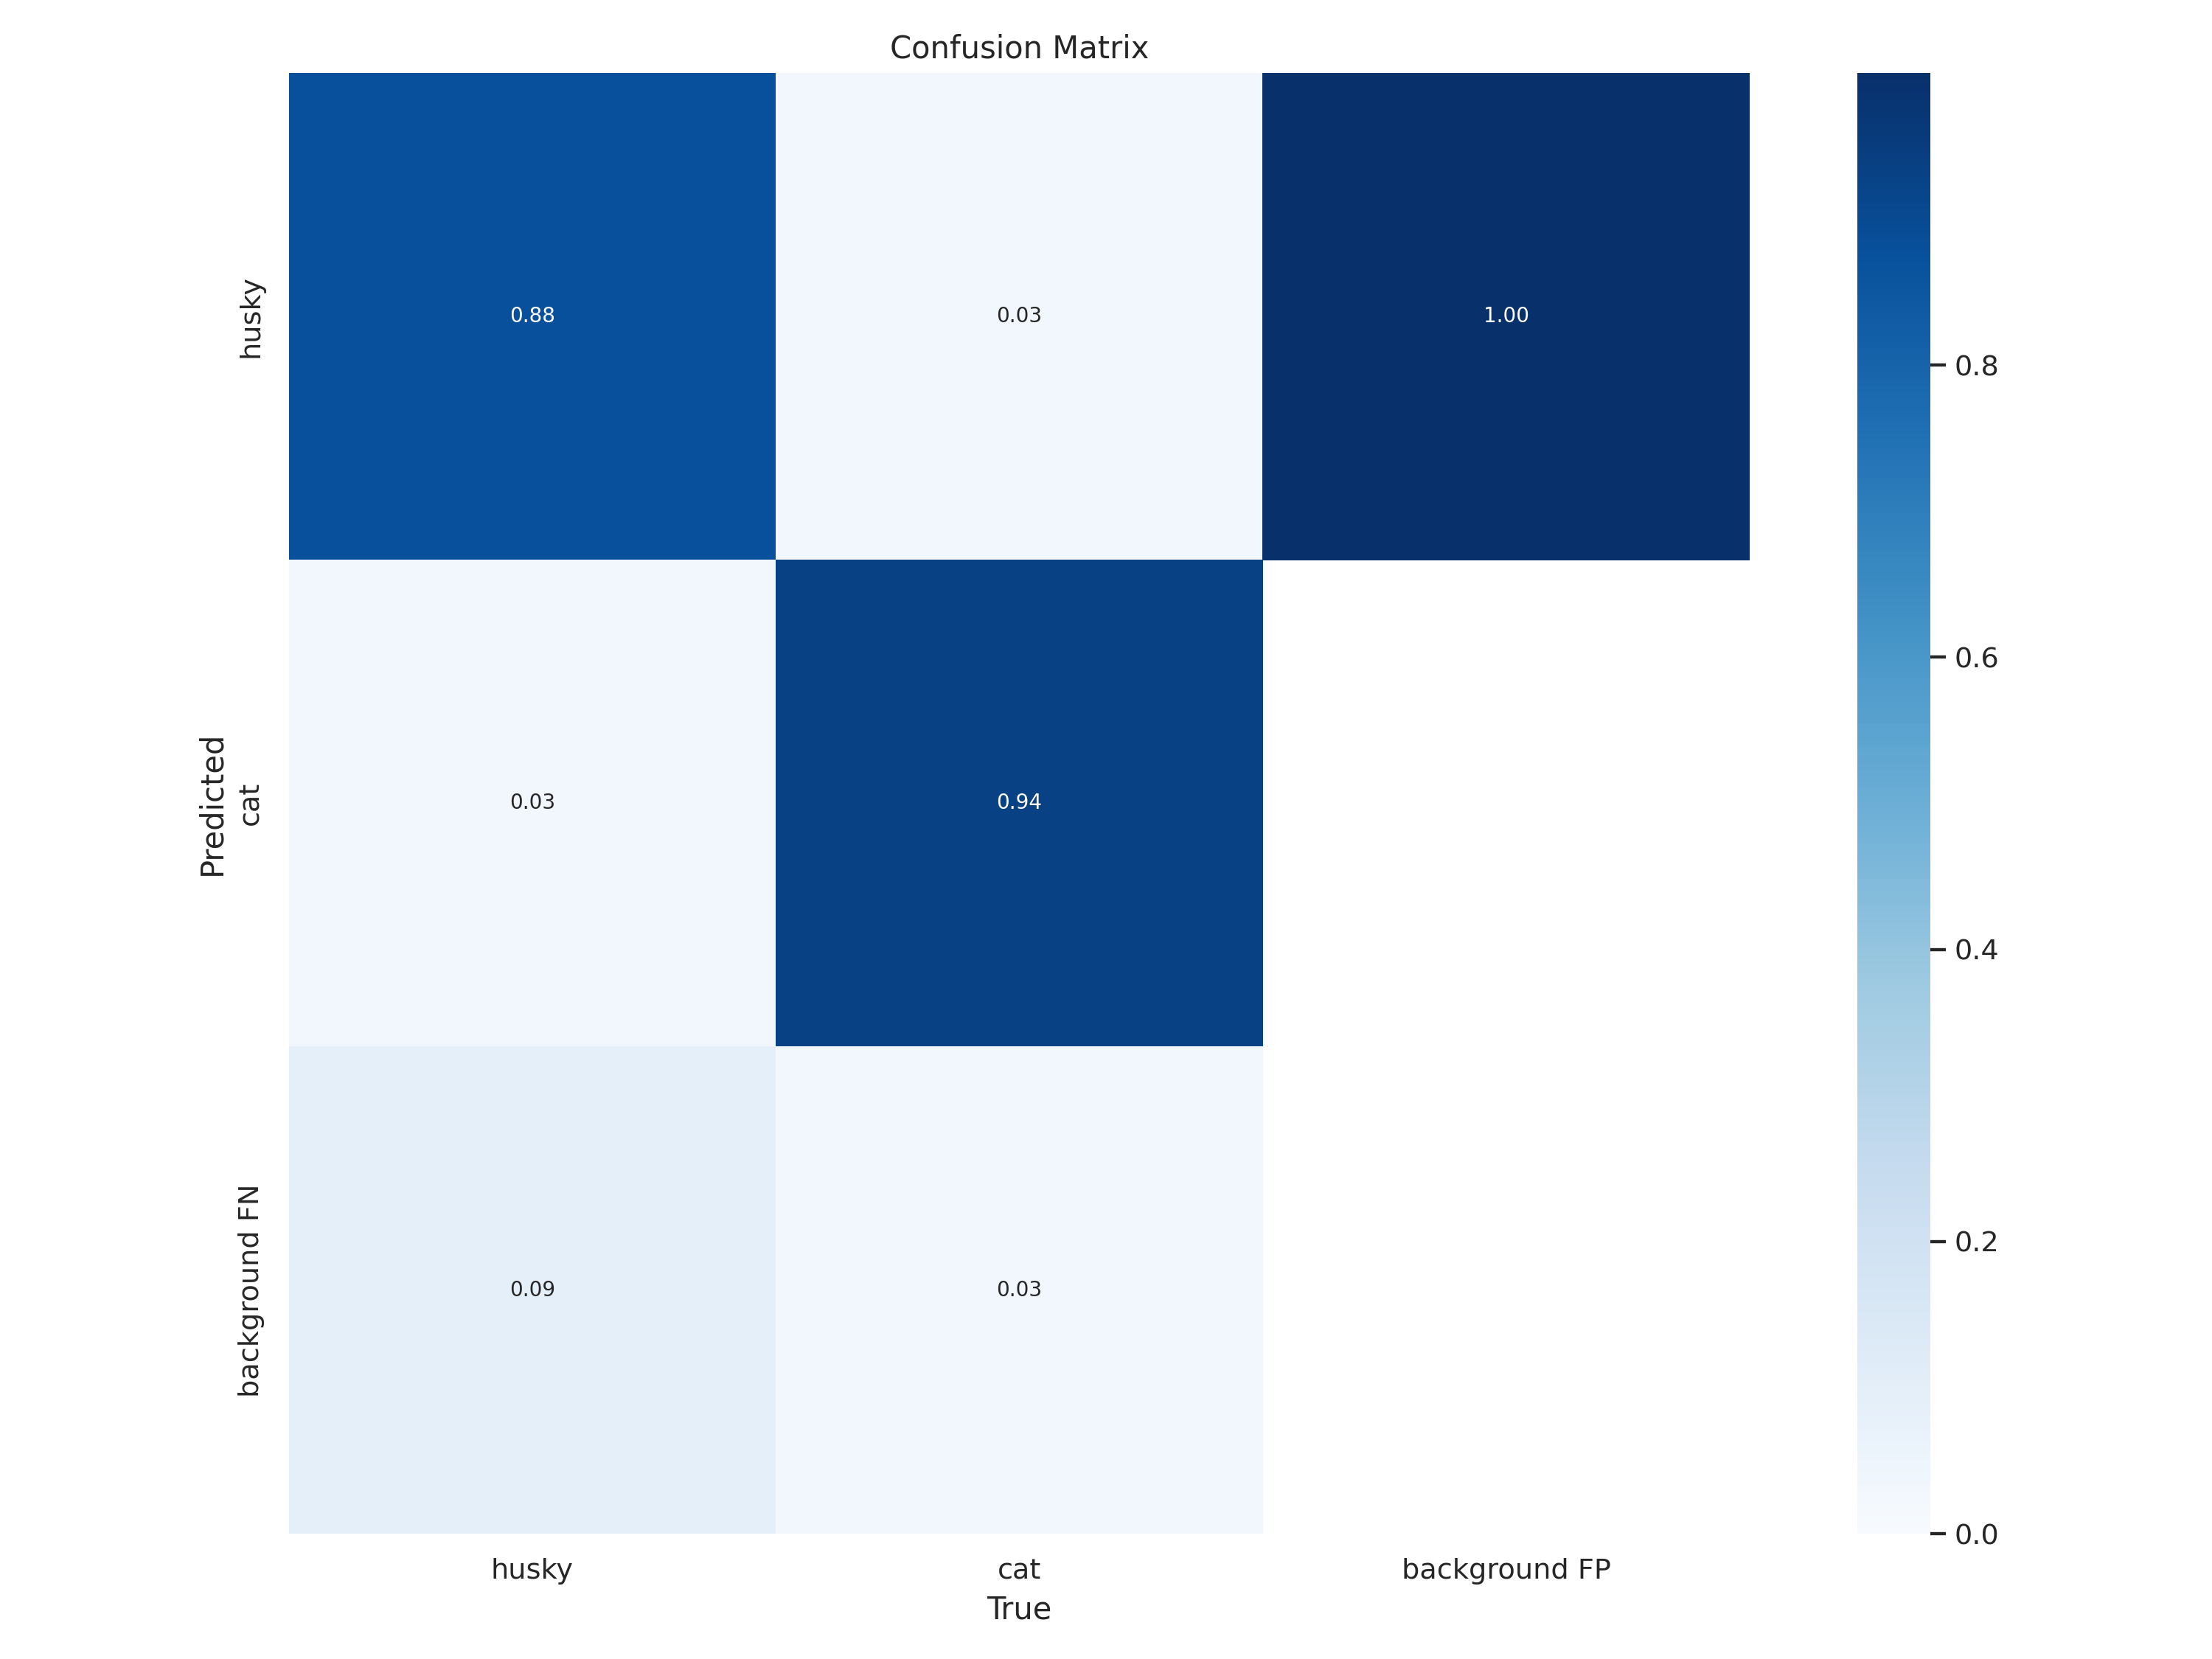 Confusion Matrix
husky
0.88
0.03
1.00
0.8
0.6
Predicted
cat
0.03
0.94
0.4
background FN
0.09
0.03
0.2
0.0
husky
cat
background FP
True